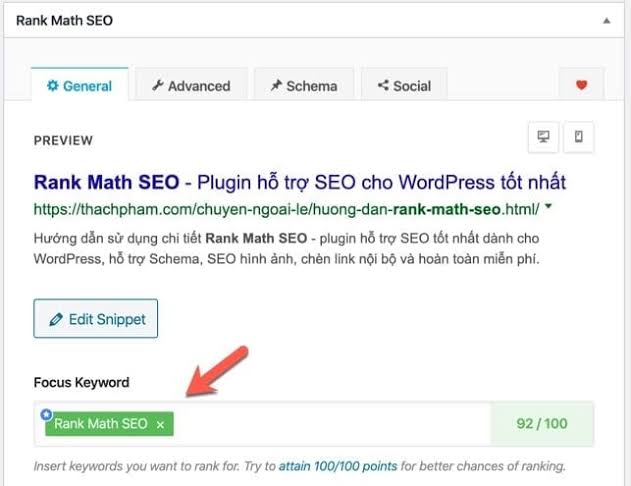 Rank Math SEO
General
Advanced
Schema
Social
PREVIEW
Rank Math SEO - Plugin hỗ trợ SEO cho WordPress tốt nhất
https://thachpham.com/chuyen-ngoai-le/huong-dan-rank-math-seo.html/
Hướng dẫn sử dụng chi tiết Rank Math SEO - plugin hỗ trợ SEO tốt nhất dành cho
WordPress, hỗ trợ Schema, SEO hình ảnh, chèn link nội bộ và hoàn toàn miễn phí.
Edit Snippet
Focus Keyword
Rank Math SEO ×
92 / 100
Insert keywords you want to rank for. Try to attain 100/100 points for better chances of ranking.